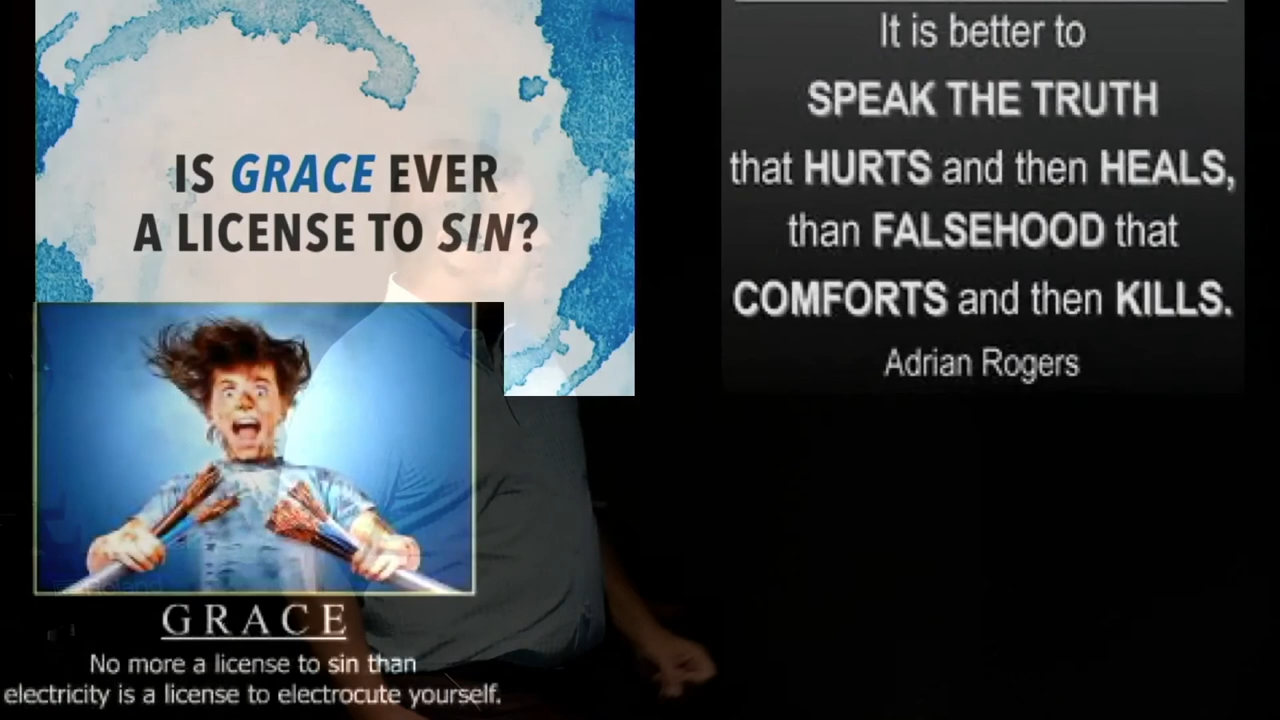 IS GRACE EVER
A LICENSE TO SIN?
GRACE
No more a license to sin than
electricity is a license to electrocute yourself.
It is better to
SPEAK THE TRUTH
that HURTS and then HEALS,
than FALSEHOOD that
COMFORTS and then KILLS.
Adrian Rogers